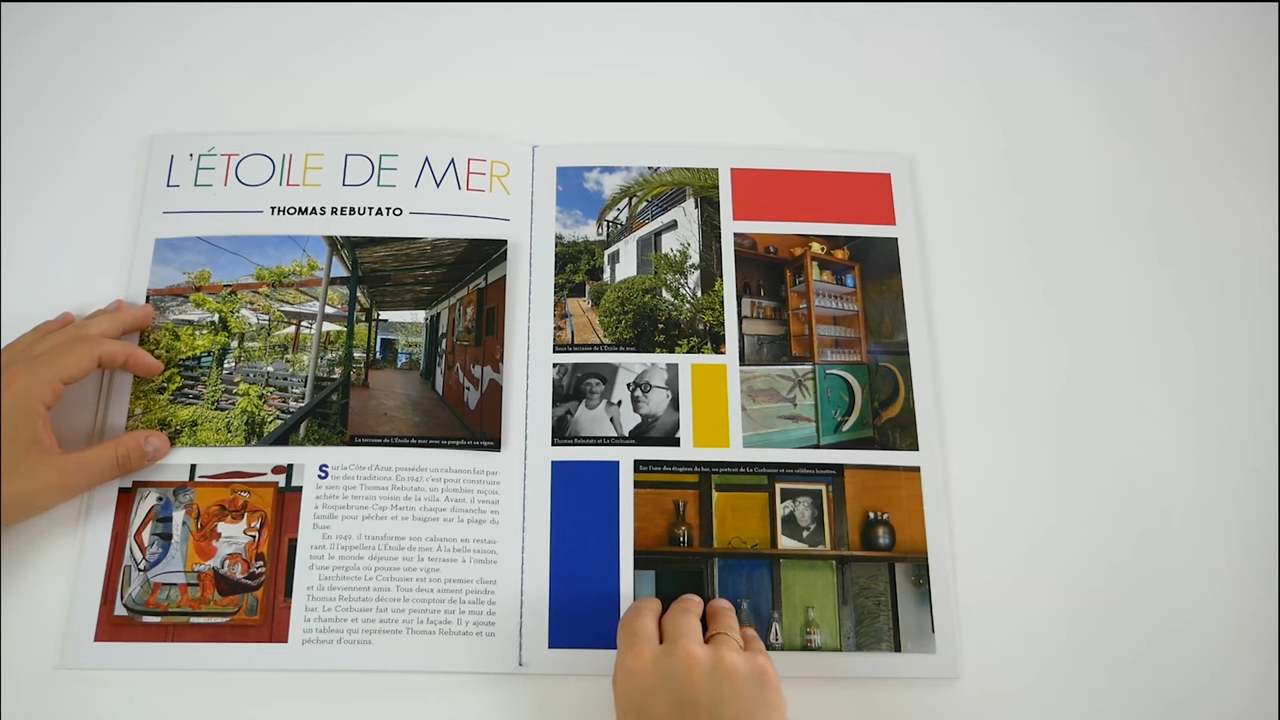 L'ÉTOILE DE MER
THOMAS REBUTATO
La terrasse de L'Étoile de mer avec sa pergola et sa vigne.
Sur la Côte d'Azur, posséder un cabanon fait par-
tie des traditions. En 1947, c'est pour construire
le sien que Thomas Rebutato, un plombier niçois,
achète le terrain voisin de la villa. Avant, il venait
à Roquebrune-Cap-Martin chaque dimanche en
famille pour pêcher et se baigner sur la plage du
Buse.
En 1949, il transforme son cabanon en restau-
rant. Il l'appellera L'Étoile de mer. À la belle saison,
tout le monde déjeune sur la terrasse à l'ombre
d'une pergola où pousse une vigne.
L'architecte Le Corbusier est son premier client
et ils deviennent amis. Tous deux aiment peindre.
Thomas Rebutato décore le comptoir de la salle de
bar. Le Corbusier fait une peinture sur le mur de
la chambre et une autre sur la façade. Il y ajoute
un tableau qui représente Thomas Rebutato et un
pêcheur d'oursins.
Sous la terrasse de L'Étoile de mer.
Thomas Rebutato et Le Corbusier.
Sur l'une des étagères du bar, un portrait de Le Corbusier et ses célèbres lunettes.